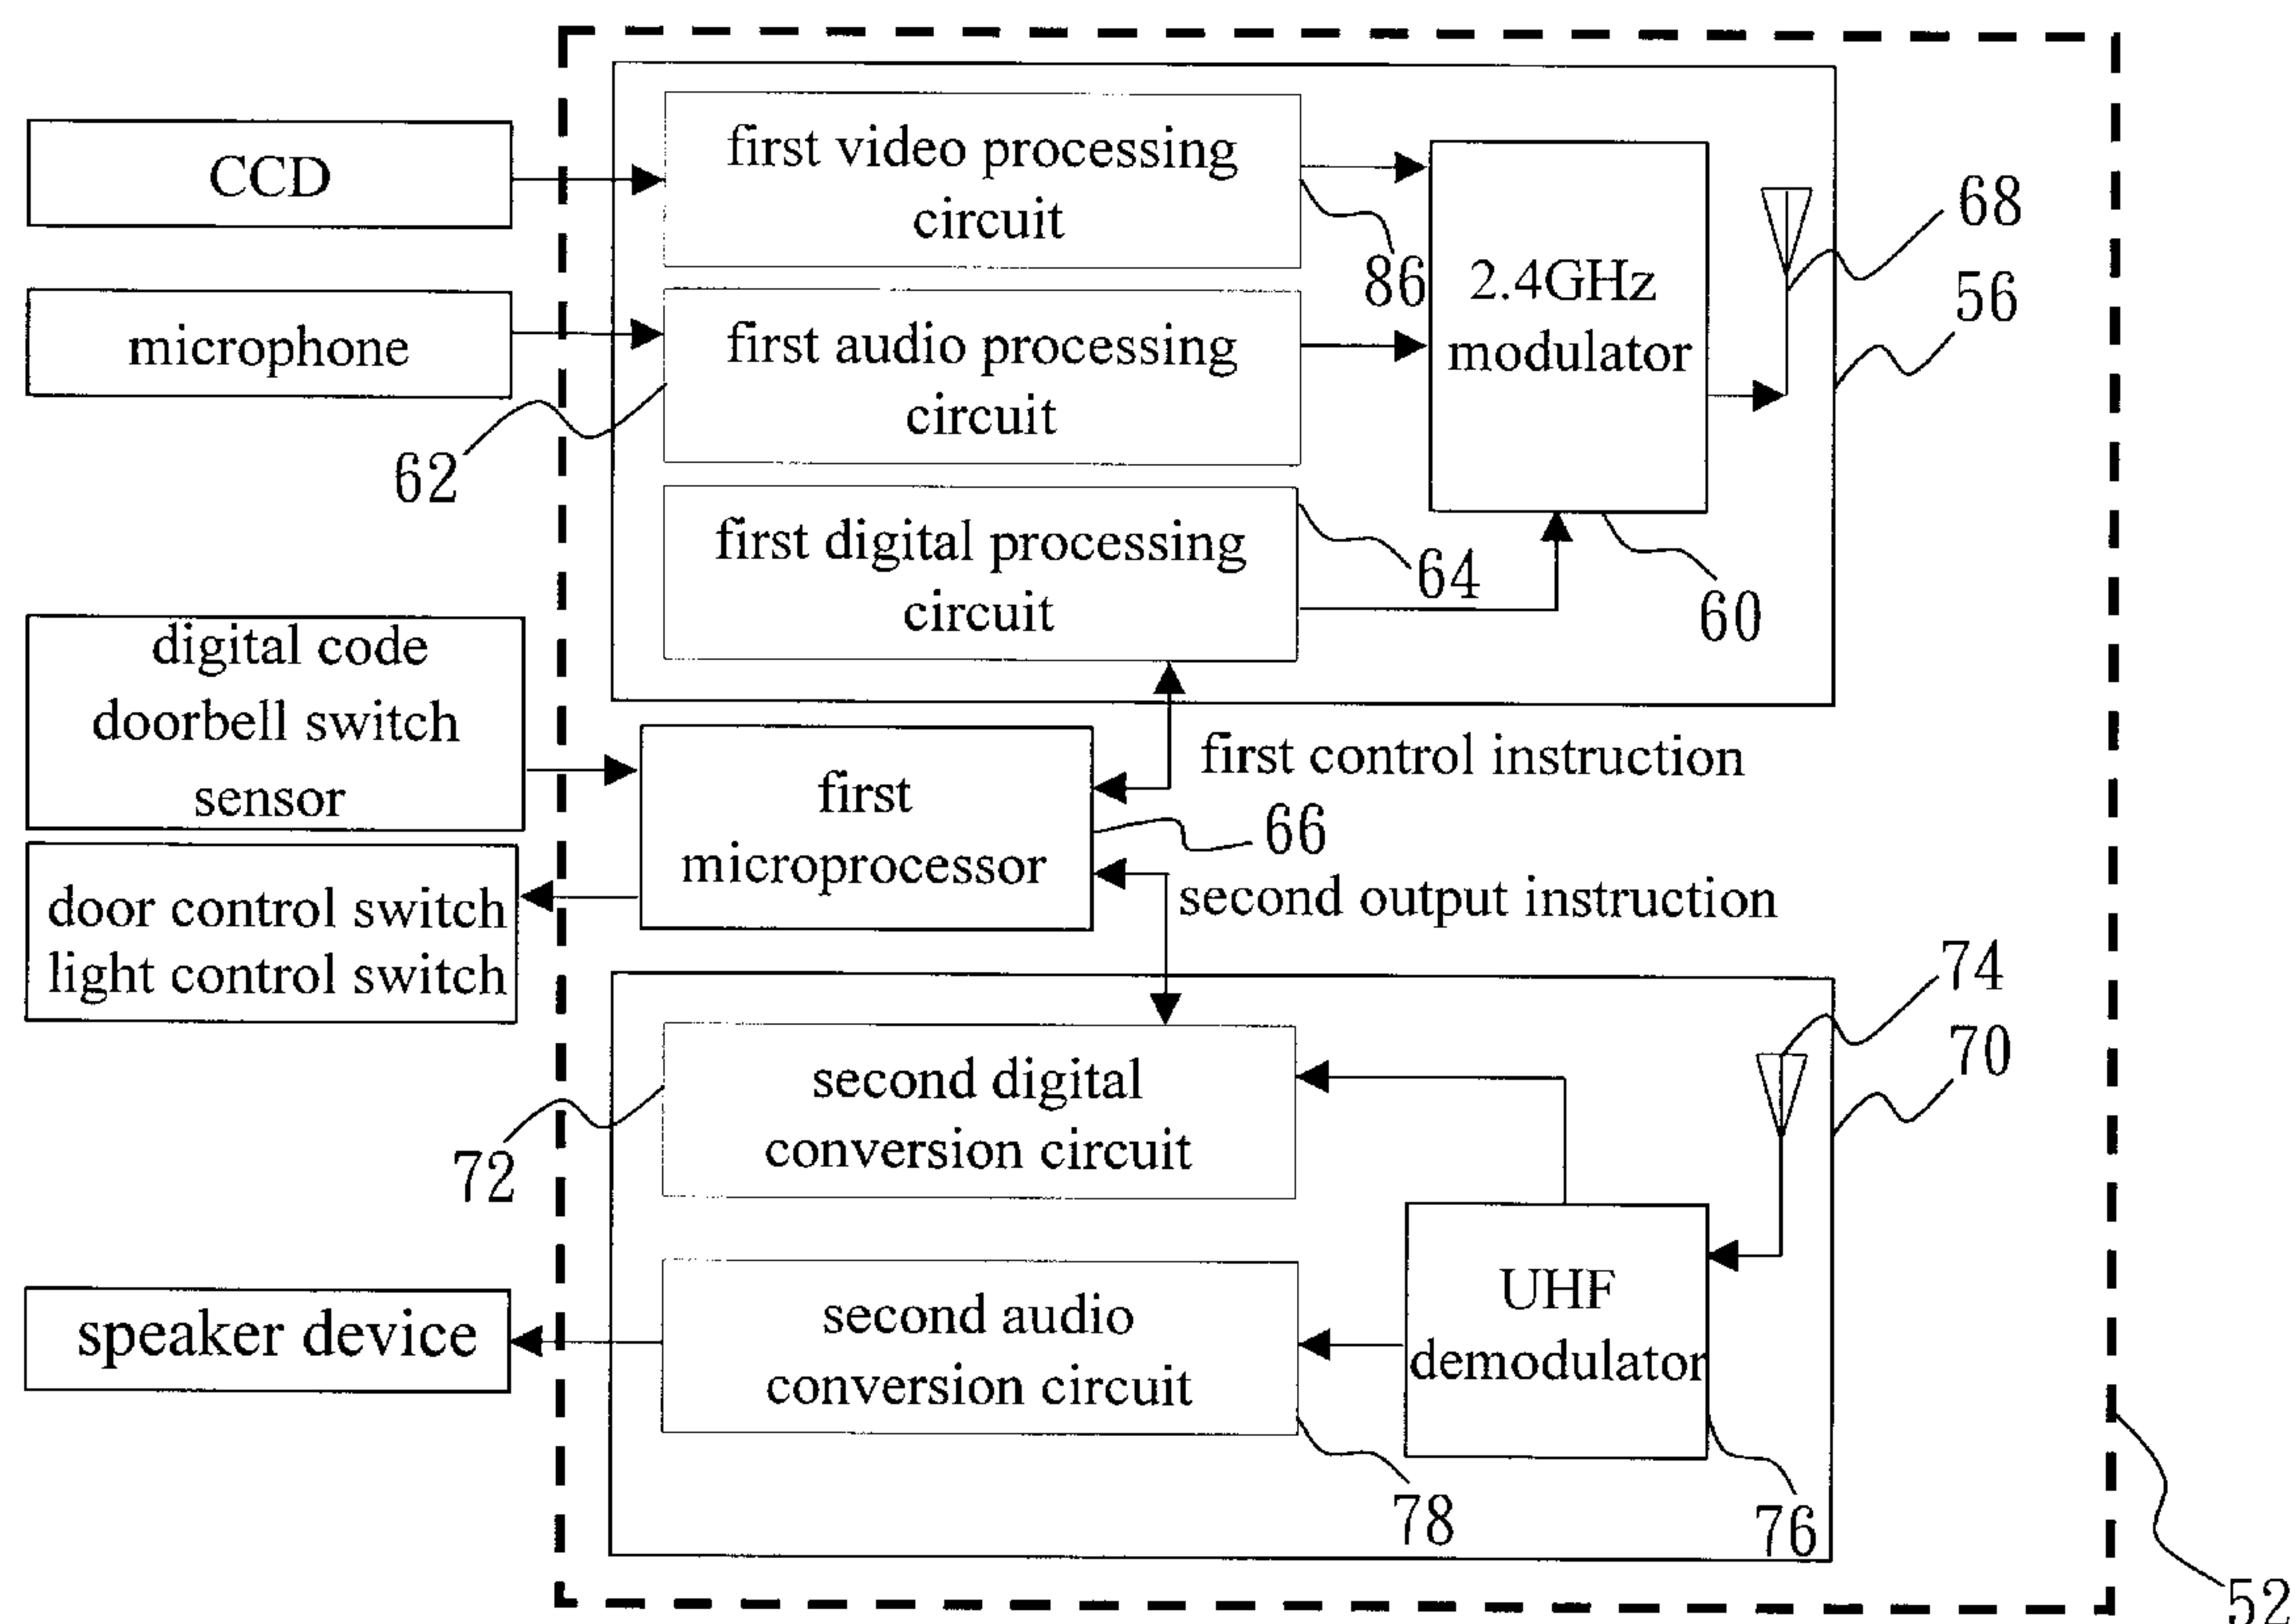 CCD
first video processing
circuit
86
2.4GHz
modulator
68
56
microphone
first audio processing
circuit
62
first digital processing
circuit
64
60
digital code
doorbell switch
sensor
first
microprocessor
first control instruction
66
second output instruction
door control switch
light control switch
74
70
second digital
conversion circuit
72
UHF
demodulator
speaker device
second audio
conversion circuit
78
76
52